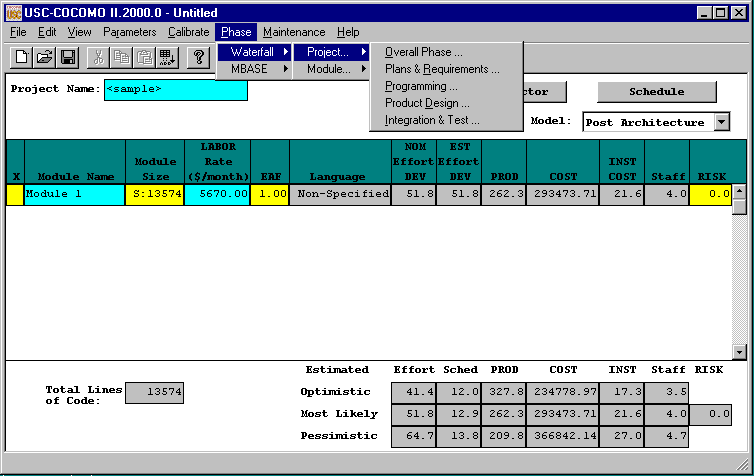 USC-COCOMO II.2000.0 - Untitled
File Edit View Parameters Calibrate Phase Maintenance Help
Waterfall Project... Overall Phase ...
MBASE Module... Plans & Requirements ...
Programming ...
Product Design ...
Integration & Test ...
Project Name: <sample> ctor Schedule
Model: Post Architecture
X Module Name Module Size LABOR Rate ($/month) EAF Language NOM Effort DEV EST Effort DEV PROD COST INST COST Staff RISK
Module 1 S:13574 5670.00 1.00 Non-Specified 51.8 51.8 262.3 293473.71 21.6 4.0 0.0
Estimated Effort Sched PROD COST INST Staff RISK
Total Lines of Code: 13574
Optimistic 41.4 12.0 327.8 234778.97 17.3 3.5
Most Likely 51.8 12.9 262.3 293473.71 21.6 4.0 0.0
Pessimistic 64.7 13.8 209.8 366842.14 27.0 4.7